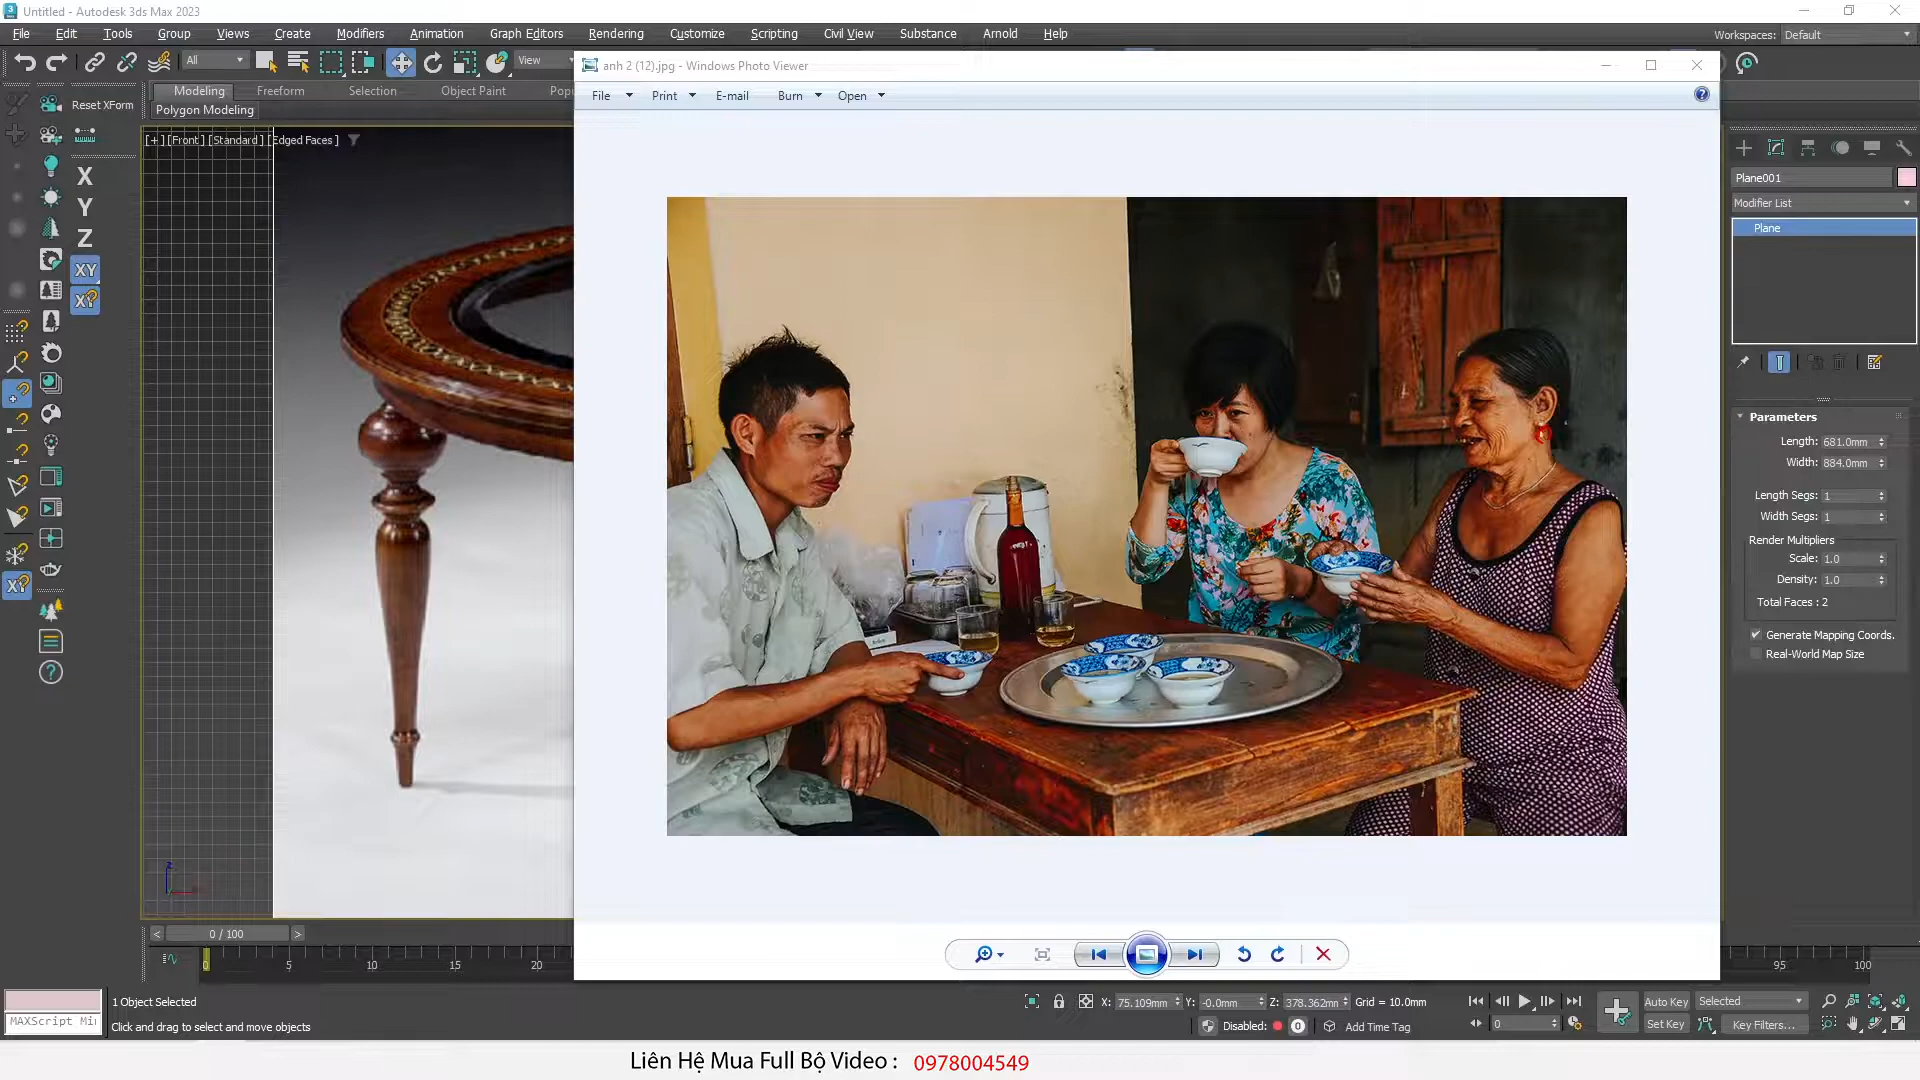 Untitled - Autodesk 3ds Max 2023
File Edit Tools Group Views Create Modifiers Animation Graph Editors Rendering Customize Scripting Civil View Substance Arnold Help
Workspaces: Default
All View
anh 2 (12).jpg - Windows Photo Viewer
File Print E-mail Burn Open
Modeling Freeform Selection Object Paint
Reset XForm
Polygon Modeling
[+] [Front] [Standard] [Edged Faces]
X
Y
Z
XY
Plane001
Modifier List
Plane
Parameters
Length: 681.0mm
Width: 884.0mm
Length Segs: 1
Width Segs: 1
Render Multipliers
Scale: 1.0
Density: 1.0
Total Faces : 2
Generate Mapping Coords.
Real-World Map Size
< 0 / 100 >
0 5 10 15 20 95 100
1 Object Selected
Click and drag to select and move objects
X: 75.109mm Y: -0.0mm Z: 378.362mm Grid = 10.0mm
Disabled: 0 Add Time Tag
Auto Key Selected
0 Set Key Key Filters...
Liên Hệ Mua Full Bộ Video : 0978004549